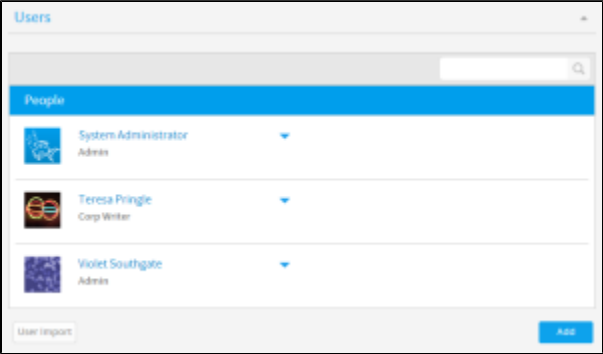 Users
People
System Administrator
Admin
Teresa Pringle
Corp Writer
Violet Southgate
Admin
User Import
Add